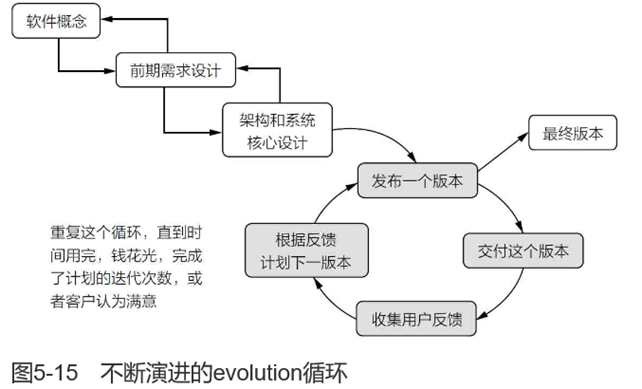 软件概念
前期需求设计
架构和系统
核心设计
最终版本
发布一个版本
重复这个循环，直到时
间用完，钱花光，完成
了计划的迭代次数，或
者客户认为满意
根据反馈
计划下一版本
交付这个版本
收集用户反馈
图5-15 不断演进的evolution循环